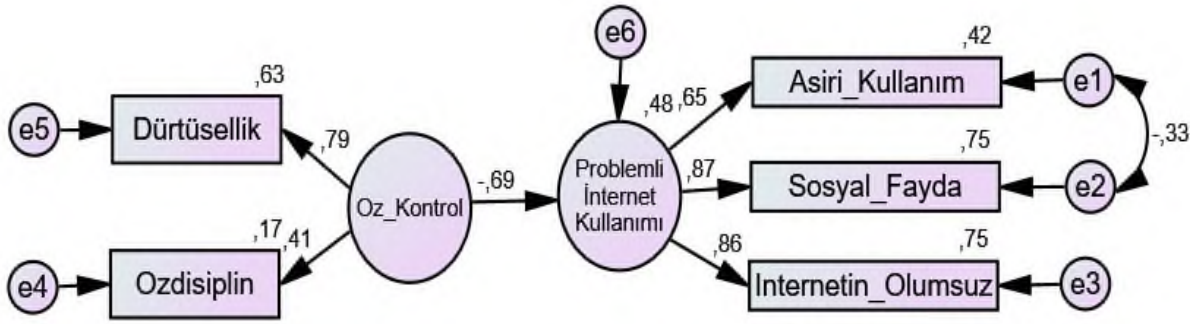 e6
,42
Asiri_Kullanım
e1
,63
e5
Dürtüsellik
,79
,48
,65
-,33
Problemli
İnternet
Kullanımı
,75
,87
Sosyal_Fayda
e2
Oz_Kontrol
-,69
,17
,41
,86
,75
e4
Ozdisiplin
Internetin_Olumsuz
e3